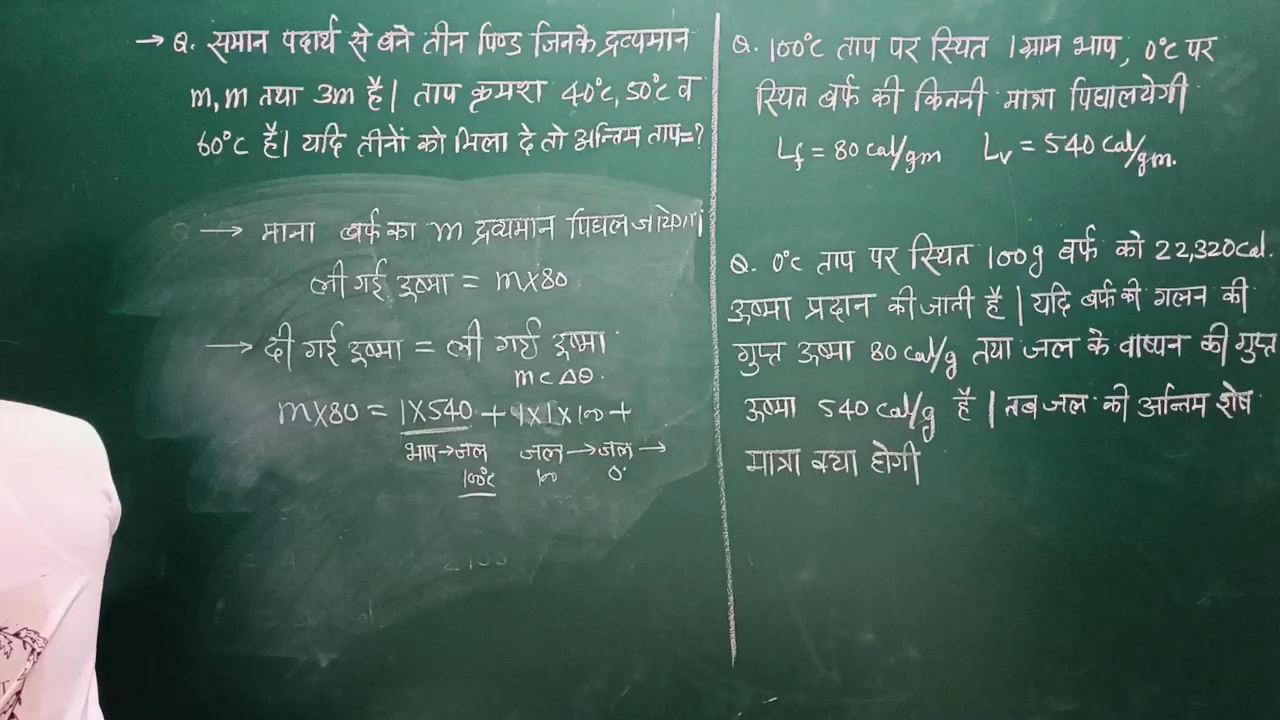 → Q. समान पदार्थ से बने तीन पिण्ड जिनके द्रव्यमान
m, m तथा 3m है। ताप क्रमश 40°c, 50°c व
60°c है। यदि तीनों को मिला दे तो अन्तिम ताप=?
→ माना बर्फ का m द्रव्यमान पिघल जायेगा।
ली गई ऊष्मा = m×80
→ दी गई ऊष्मा = ली गई ऊष्मा
mcΔθ.
m×80 = 1×540 + 1×1×100 +
भाप→जल जल→जल→
100°c 100 0°
Q. 100°c ताप पर स्थित 1ग्राम भाप, 0°c पर
स्थित बर्फ की कितनी मात्रा पिघालयेगी
Lf = 80 cal/gm Lv = 540 cal/gm.
Q. 0°c ताप पर स्थित 100g बर्फ को 22,320Cal.
ऊष्मा प्रदान की जाती है। यदि बर्फ की गलन की
गुप्त ऊष्मा 80 cal/g तथा जल के वाष्पन की गुप्त
ऊष्मा 540 cal/g है। तब जल की अन्तिम शेष
मात्रा क्या होगी